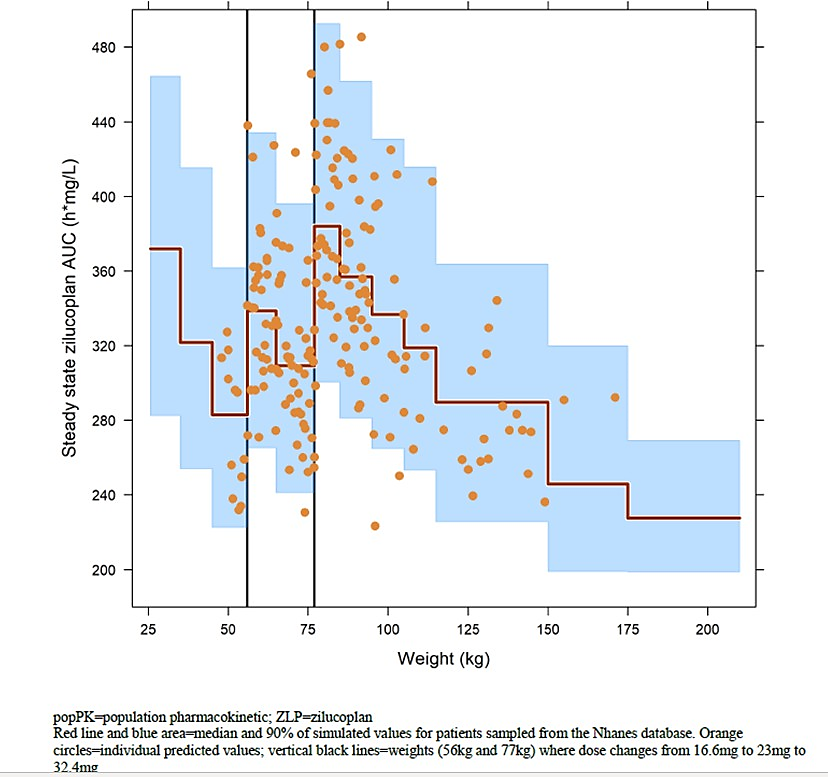 480
440
400
360
320
280
240
200
Steady state zilucoplan AUC (h*mg/L)
25 50 75 100 125 150 175 200
Weight (kg)
popPK=population pharmacokinetic; ZLP=zilucoplan
Red line and blue area=median and 90% of simulated values for patients sampled from the Nhanes database. Orange
circles=individual predicted values; vertical black lines=weights (56kg and 77kg) where dose changes from 16.6mg to 23mg to
32.4mg